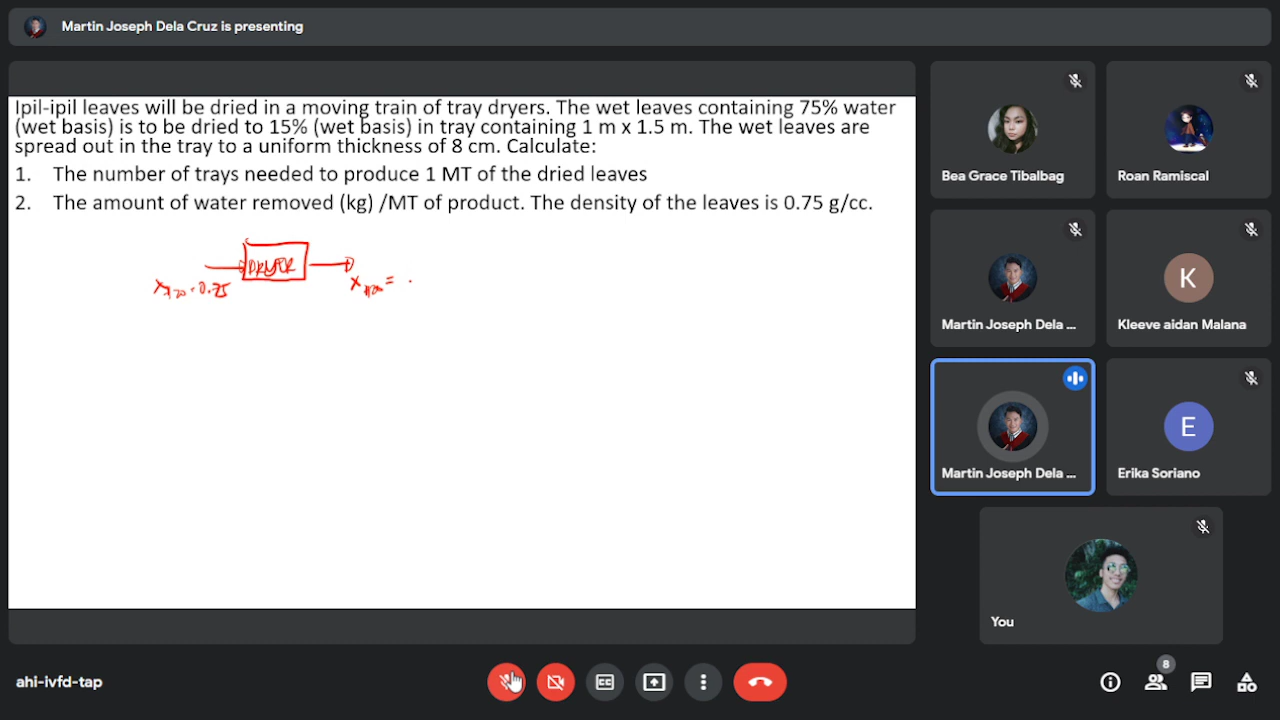 Martin Joseph Dela Cruz is presenting
Ipil-ipil leaves will be dried in a moving train of tray dryers. The wet leaves containing 75% water
(wet basis) is to be dried to 15% (wet basis) in tray containing 1 m x 1.5 m. The wet leaves are
spread out in the tray to a uniform thickness of 8 cm. Calculate:
1. The number of trays needed to produce 1 MT of the dried leaves
2. The amount of water removed (kg) /MT of product. The density of the leaves is 0.75 g/cc.
DRYER
X = 0.75
X =
Bea Grace Tibalbag
Roan Ramiscal
Martin Joseph Dela ...
K
Kleeve aidan Malana
Martin Joseph Dela ...
E
Erika Soriano
You
ahi-ivfd-tap
CC
8